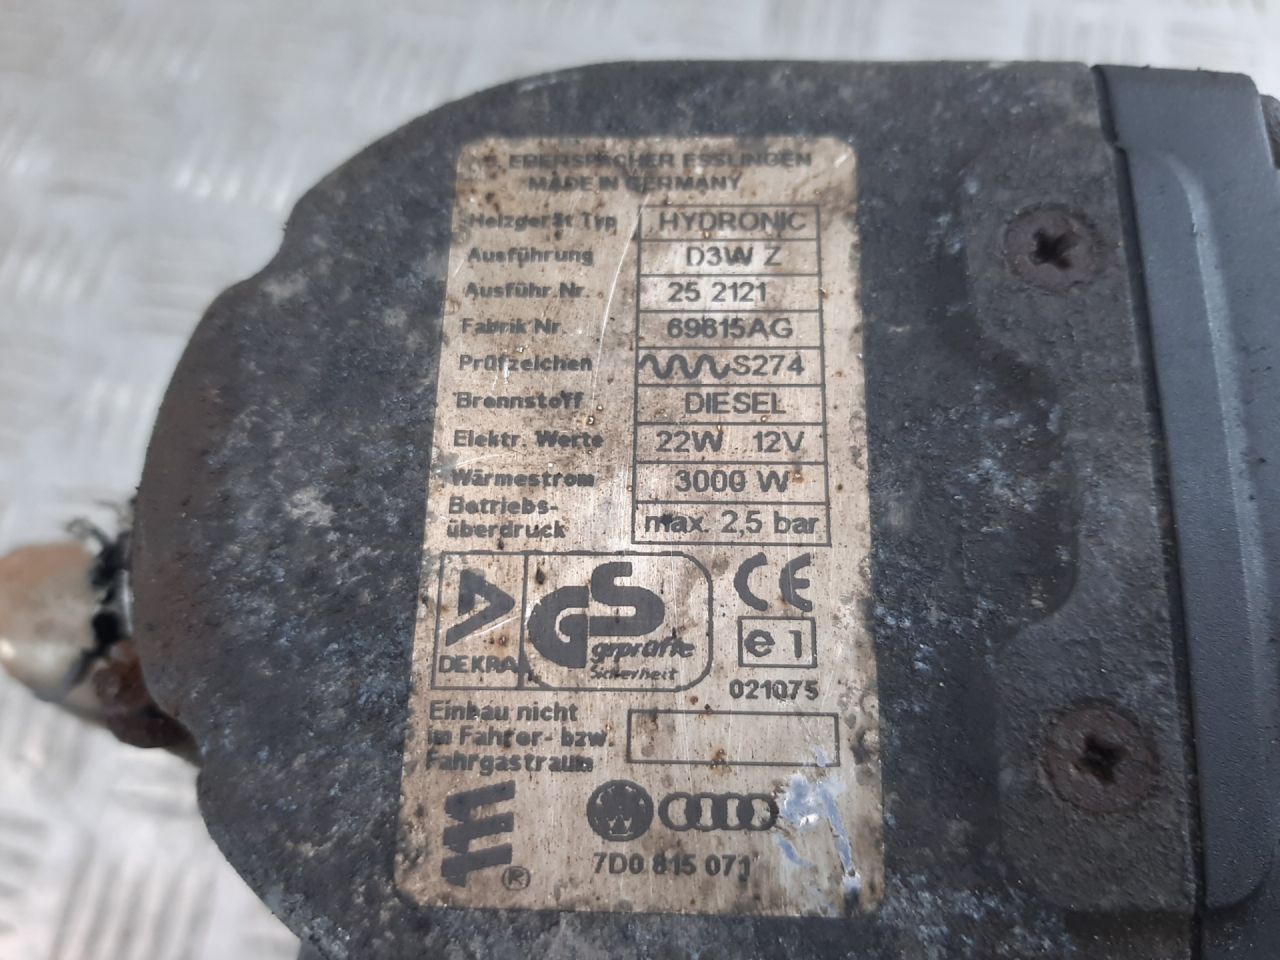 EBERSPÄCHER ESSLINGEN
MADE IN GERMANY
Heizgerät Typ HYDRONIC
Ausführung D3W Z
Ausführ Nr. 25 2121
Fabrik Nr. 69815AG
Prüfzeichen S274
Brennstoff DIESEL
Elektr. Werte 22W 12V
Wärmestrom 3000 W
Betriebs-
überdruck max. 2,5 bar
DEKRA
GS
geprüfte
Sicherheit
CE
e1
021075
Einbau nicht
im Fahrer- bzw
Fahrgastraum
®
7D0 815 071